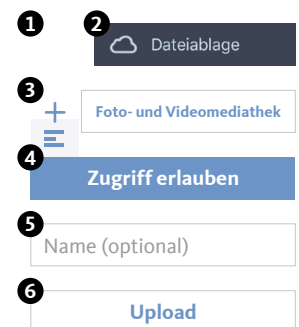 1 2
Dateiablage
3
Foto- und Videomediathek
4
Zugriff erlauben
5
Name (optional)
6
Upload